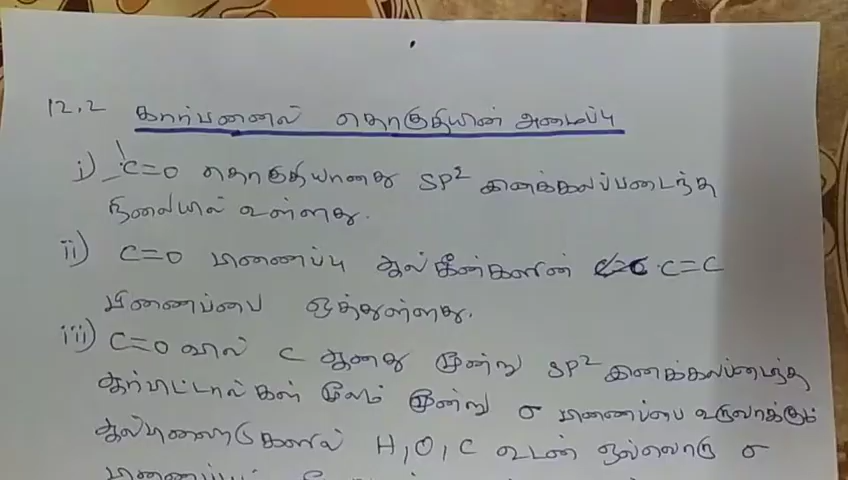 12.2 கார்பனைல் தொகுதியின் அமைப்பு
i) C=O தொகுதியானது SP² இனக்கலப்படைந்த
நிலையில் உள்ளது.
ii) C=O பிணைப்பு ஆல்கீன்களின் C=C
பிணைப்பை ஒத்துள்ளது.
iii) C=O வில் C ஆனது மூன்று SP² இனக்கலப்படைந்த
ஆர்பிட்டால்கள் மூலம் மூன்று σ பிணைப்பை உருவாக்கும்
ஆல்டிஹைடுகளில் H, O, C உடன் ஒவ்வொரு σ